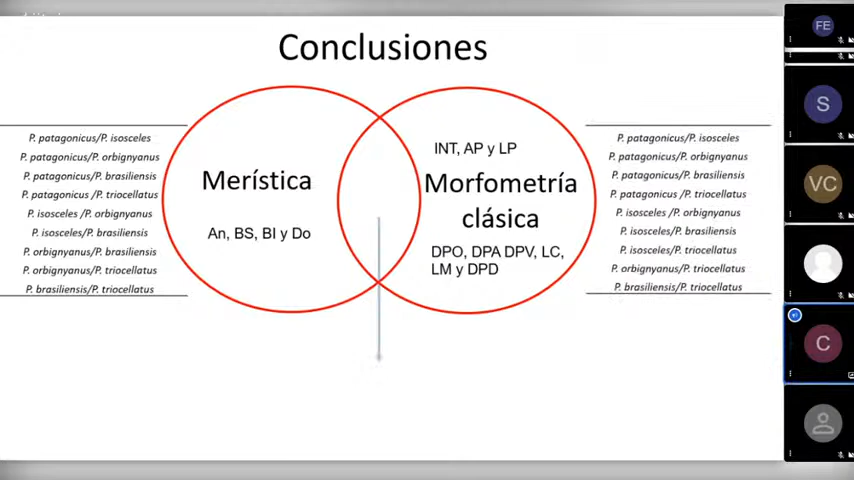 Conclusiones
P. patagonicus/P. isosceles
P. patagonicus/P. orbignyanus
P. patagonicus/P. brasiliensis
P. patagonicus /P. triocellatus
P. isosceles /P. orbignyanus
P. isosceles/P. brasiliensis
P. orbignyanus/P. brasiliensis
P. orbignyanus/P. triocellatus
P. brasiliensis/P. triocellatus
Merística
An, BS, BI y Do
INT, AP y LP
Morfometría
clásica
DPO, DPA DPV, LC,
LM y DPD
P. patagonicus/P. isosceles
P. patagonicus/P. orbignyanus
P. patagonicus/P. brasiliensis
P. patagonicus /P. triocellatus
P. isosceles /P. orbignyanus
P. isosceles/P. brasiliensis
P. isosceles/P. triocellatus
P. orbignyanus/P. triocellatus
P. brasiliensis/P. triocellatus
FE
S
VC
C